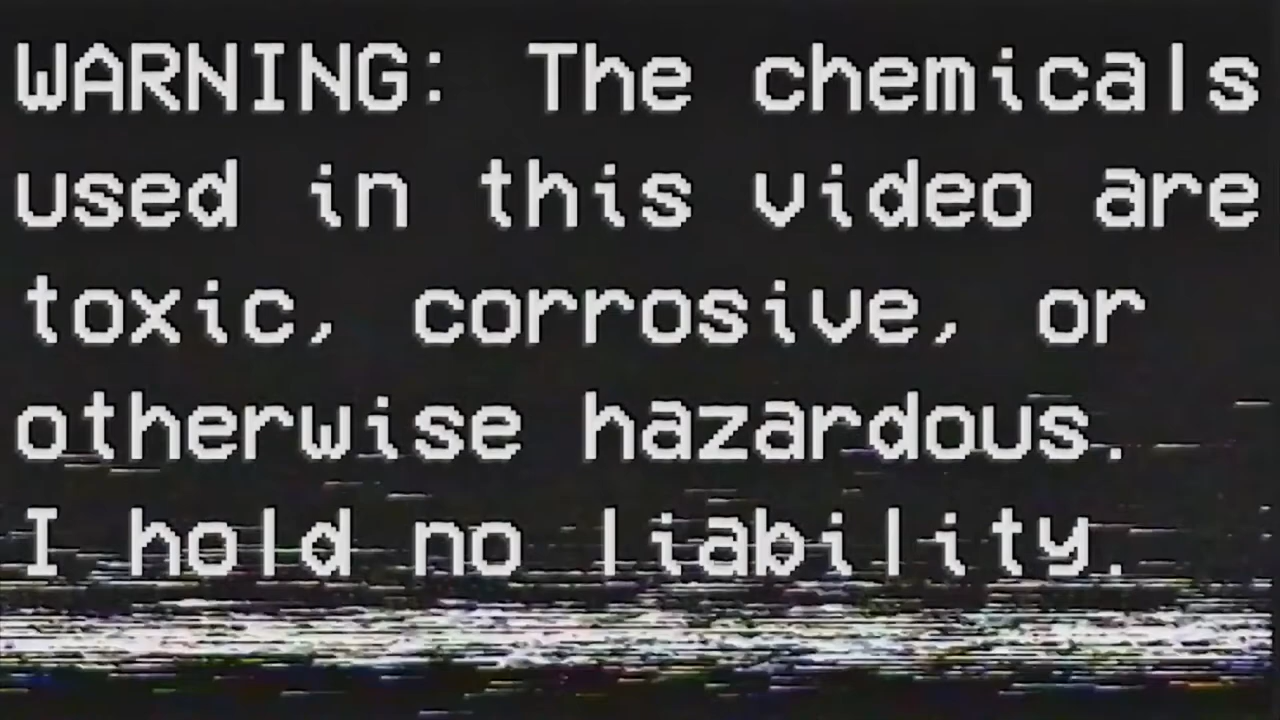 WARNING: The chemicals
used in this video are
toxic, corrosive, or
otherwise hazardous.
I hold no liability.